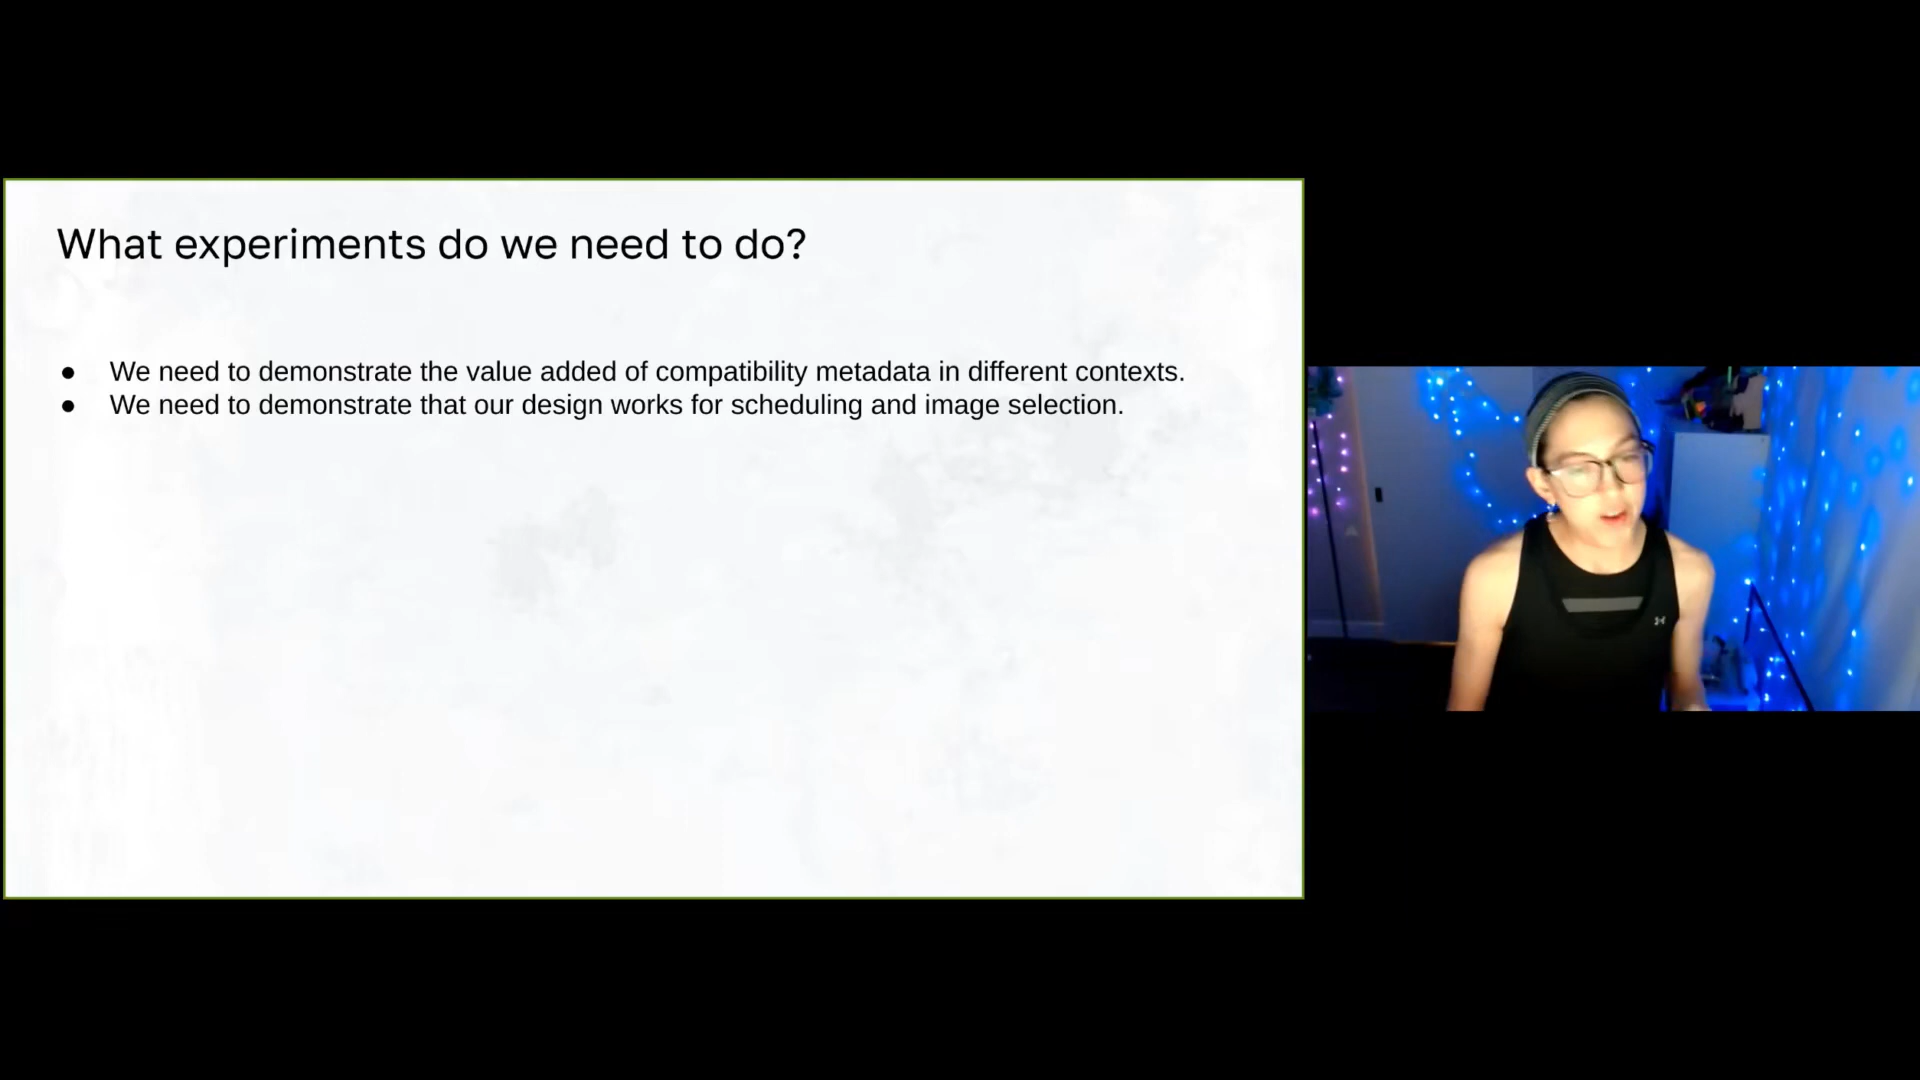 What experiments do we need to do?
● We need to demonstrate the value added of compatibility metadata in different contexts.
● We need to demonstrate that our design works for scheduling and image selection.